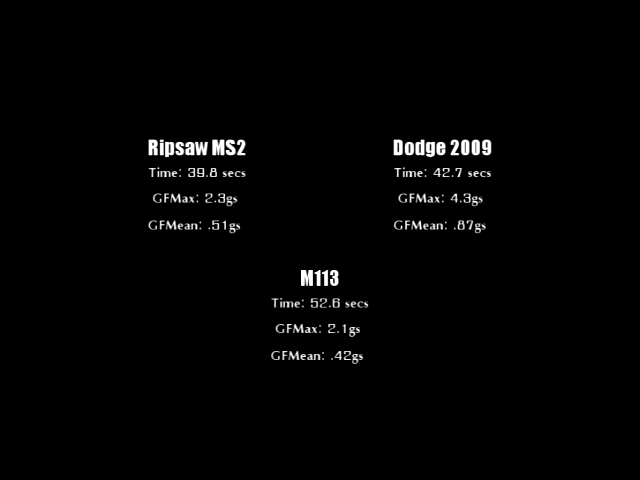 Ripsaw MS2
Time: 39.8 secs
GFMax: 2.3gs
GFMean: .51gs
Dodge 2009
Time: 42.7 secs
GFMax: 4.3gs
GFMean: .87gs
M113
Time: 52.6 secs
GFMax: 2.1gs
GFMean: .42gs